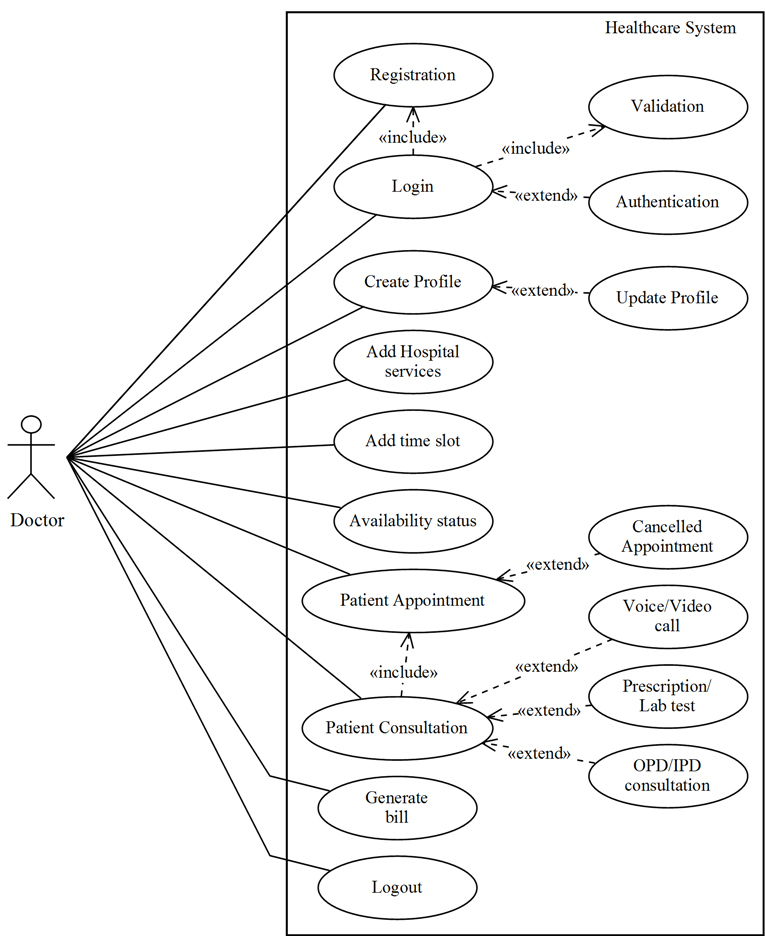 Healthcare System
Registration
«include»
Validation
«include»
Login
«extend»
Authentication
Create Profile
«extend»
Update Profile
Add Hospital
services
Add time slot
Doctor
Availability status
Cancelled
Appointment
«extend»
Patient Appointment
Voice/Video
call
«include»
«extend»
Prescription/
Lab test
«extend»
Patient Consultation
«extend»
OPD/IPD
consultation
Generate
bill
Logout